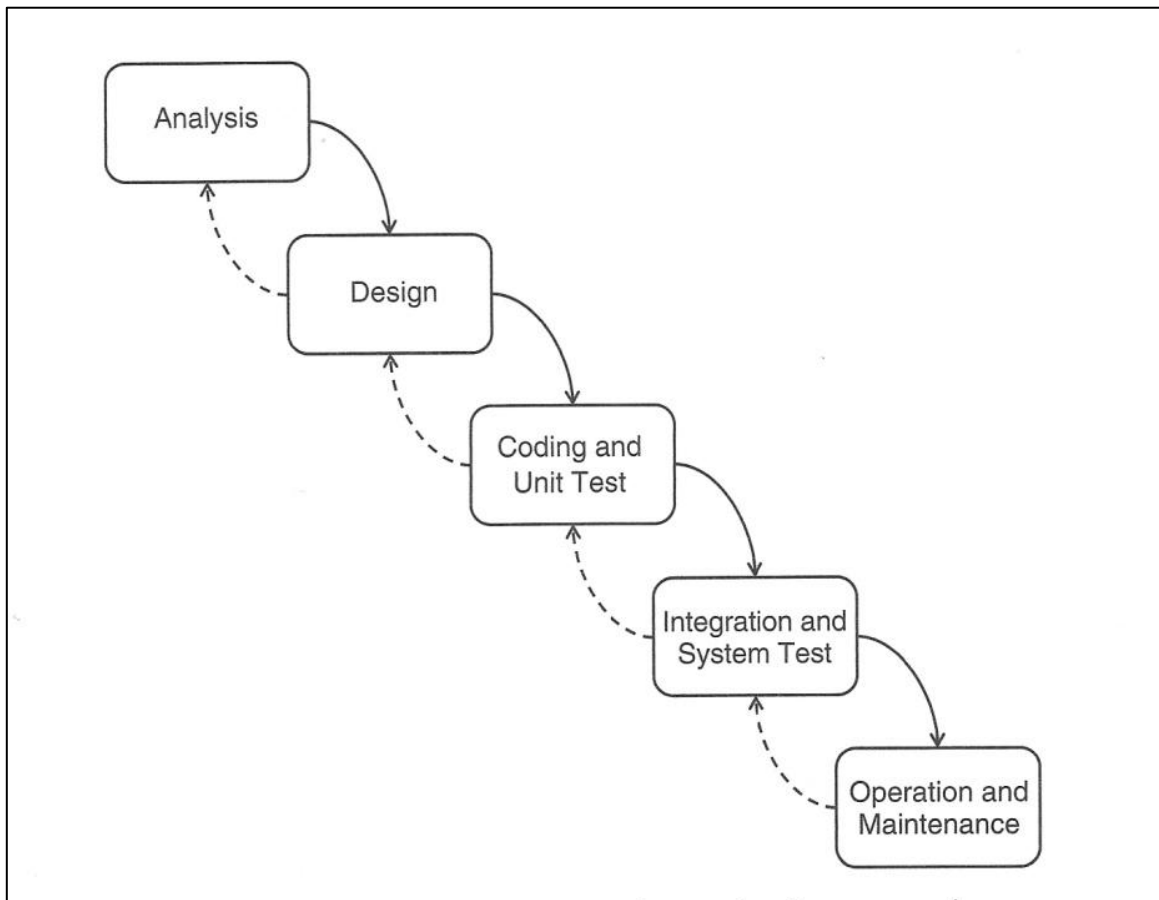 Analysis
Design
Coding and
Unit Test
Integration and
System Test
Operation and
Maintenance